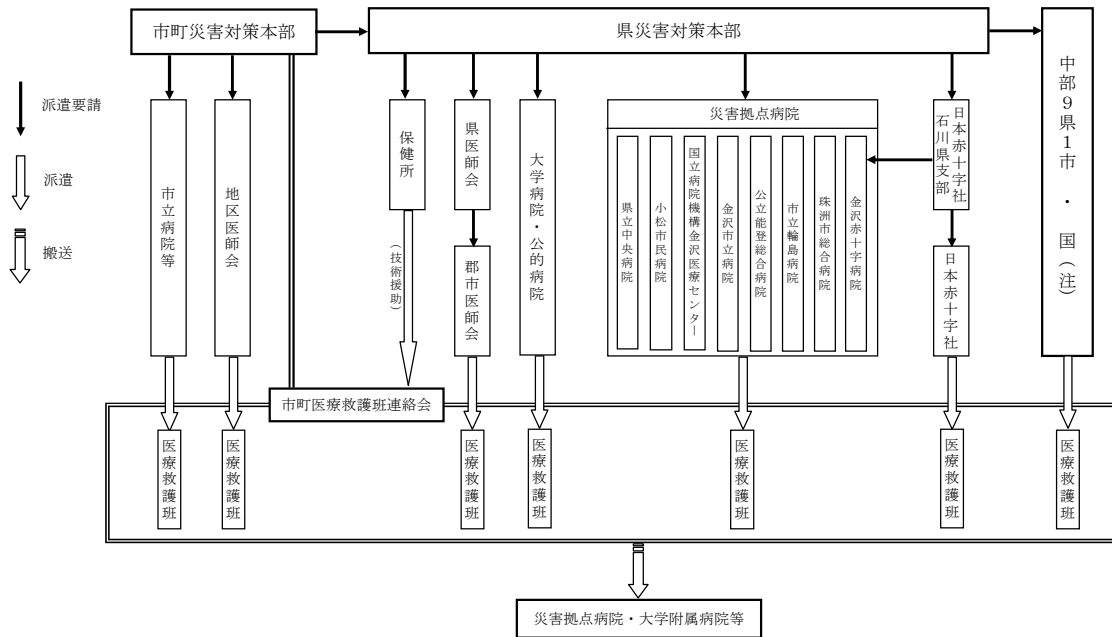 市町災害対策本部
県災害対策本部
中部9県1市・国(注)
派遣要請
派遣
搬送
市立病院等
地区医師会
保健所
(技術援助)
県医師会
郡市医師会
大学病院・公的病院
災害拠点病院
県立中央病院
小松市民病院
国立病院機構金沢医療センター
金沢市立病院
公立能登総合病院
市立輪島病院
珠洲市総合病院
金沢赤十字病院
日本赤十字社
石川県支部
日本赤十字社
市町医療救護班連絡会
医療救護班
医療救護班
医療救護班
医療救護班
医療救護班
医療救護班
医療救護班
災害拠点病院・大学附属病院等